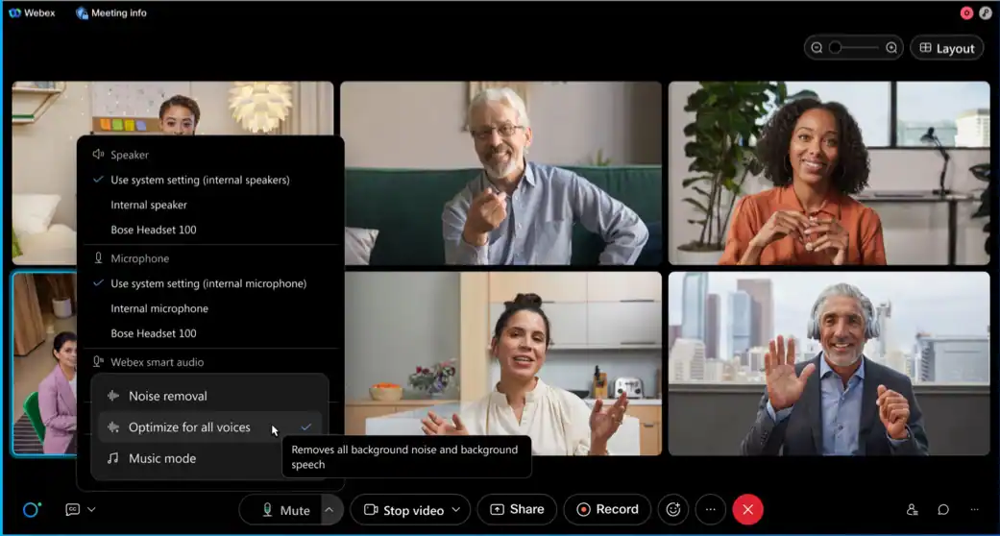 Webex
Meeting info
Layout
Speaker
Use system setting (internal speakers)
Internal speaker
Bose Headset 100
Microphone
Use system setting (internal microphone)
Internal microphone
Bose Headset 100
Webex smart audio
Noise removal
Optimize for all voices
Music mode
Removes all background noise and background
speech
CC
Mute
Stop video
Share
Record